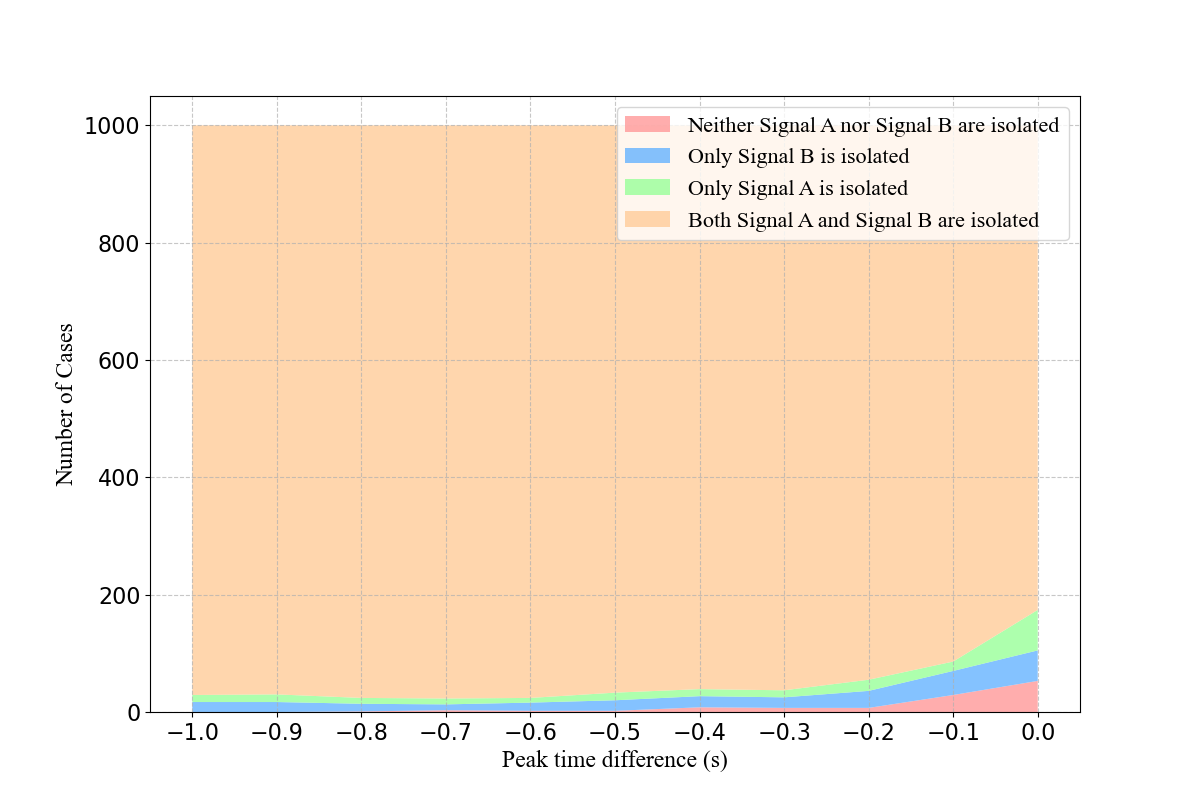 1000
800
600
400
200
0
Number of Cases
Neither Signal A nor Signal B are isolated
Only Signal B is isolated
Only Signal A is isolated
Both Signal A and Signal B are isolated
−1.0 −0.9 −0.8 −0.7 −0.6 −0.5 −0.4 −0.3 −0.2 −0.1 0.0
Peak time difference (s)